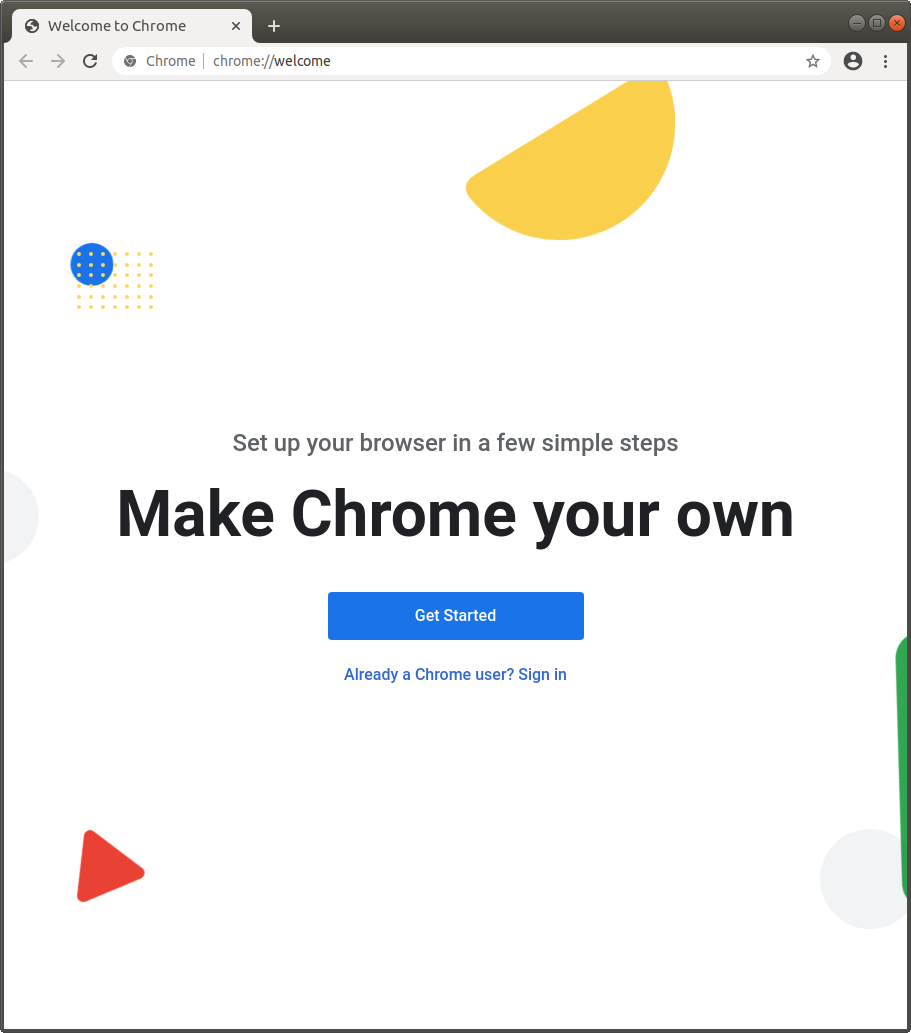 Welcome to Chrome
Chrome
chrome://welcome
Set up your browser in a few simple steps
Make Chrome your own
Get Started
Already a Chrome user? Sign in